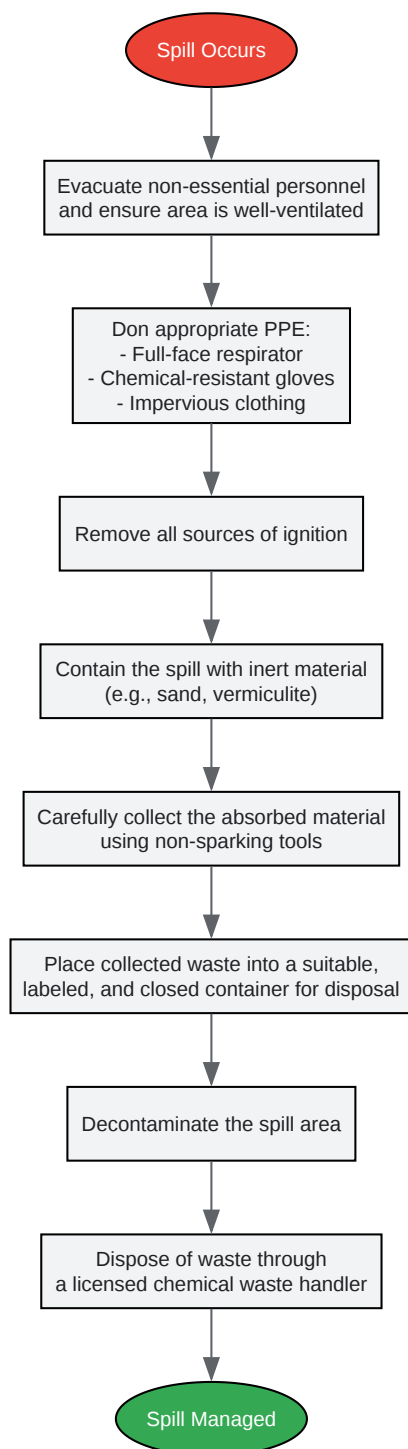 Spill Occurs
Evacuate non-essential personnel
and ensure area is well-ventilated
Don appropriate PPE:
- Full-face respirator
- Chemical-resistant gloves
- Impervious clothing
Remove all sources of ignition
Contain the spill with inert material
(e.g., sand, vermiculite)
Carefully collect the absorbed material
using non-sparking tools
Place collected waste into a suitable,
labeled, and closed container for disposal
Decontaminate the spill area
Dispose of waste through
a licensed chemical waste handler
Spill Managed